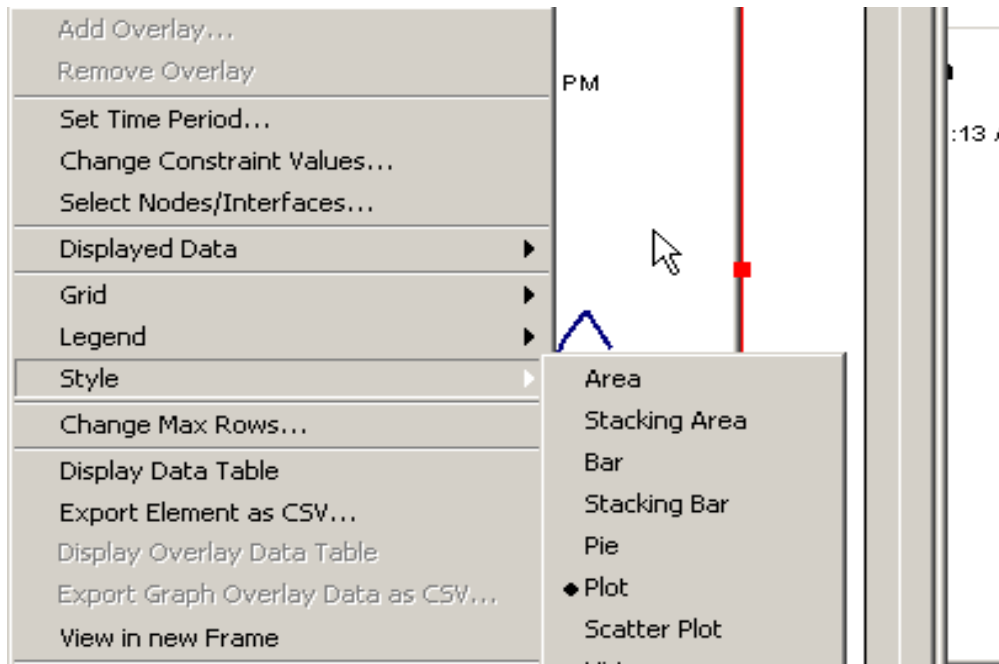 Add Overlay...
Remove Overlay
PM
Set Time Period...
:13
Change Constraint Values...
Select Nodes/Interfaces...
Displayed Data
Grid
Legend
Style
Change Max Rows...
Display Data Table
Export Element as CSV...
Display Overlay Data Table
Export Graph Overlay Data as CSV...
View in new Frame
Area
Stacking Area
Bar
Stacking Bar
Pie
Plot
Scatter Plot